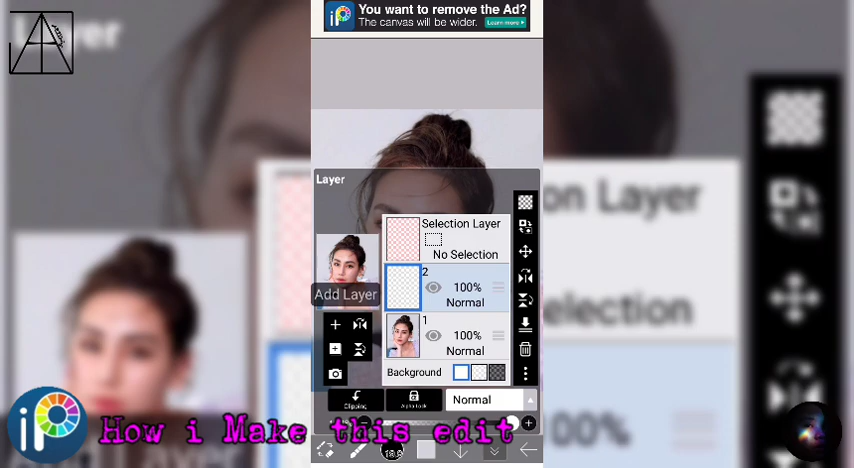 You want to remove the Ad?
The canvas will be wider.
Learn more
Layer
Selection Layer
No Selection
2
100%
Normal
Add Layer
1
100%
Normal
Background
Clipping
Alpha Lock
Normal
How i Make this edit